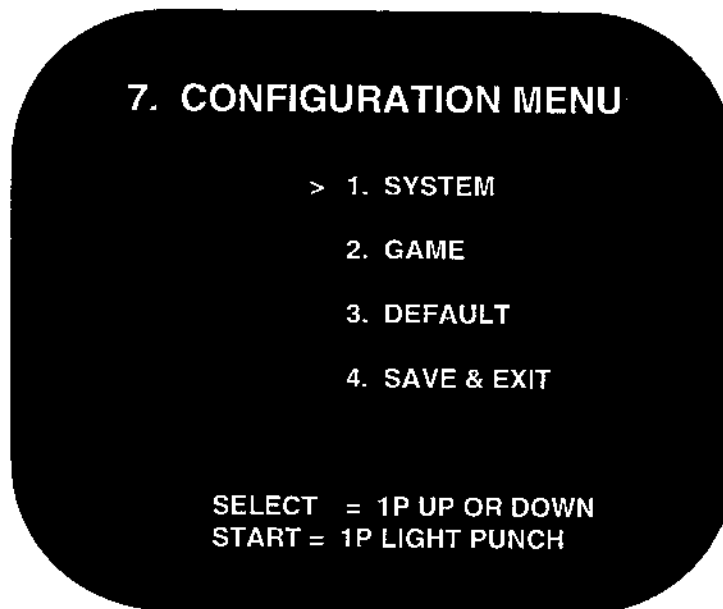 7. CONFIGURATION MENU
> 1. SYSTEM
2. GAME
3. DEFAULT
4. SAVE & EXIT
SELECT = 1P UP OR DOWN
START = 1P LIGHT PUNCH